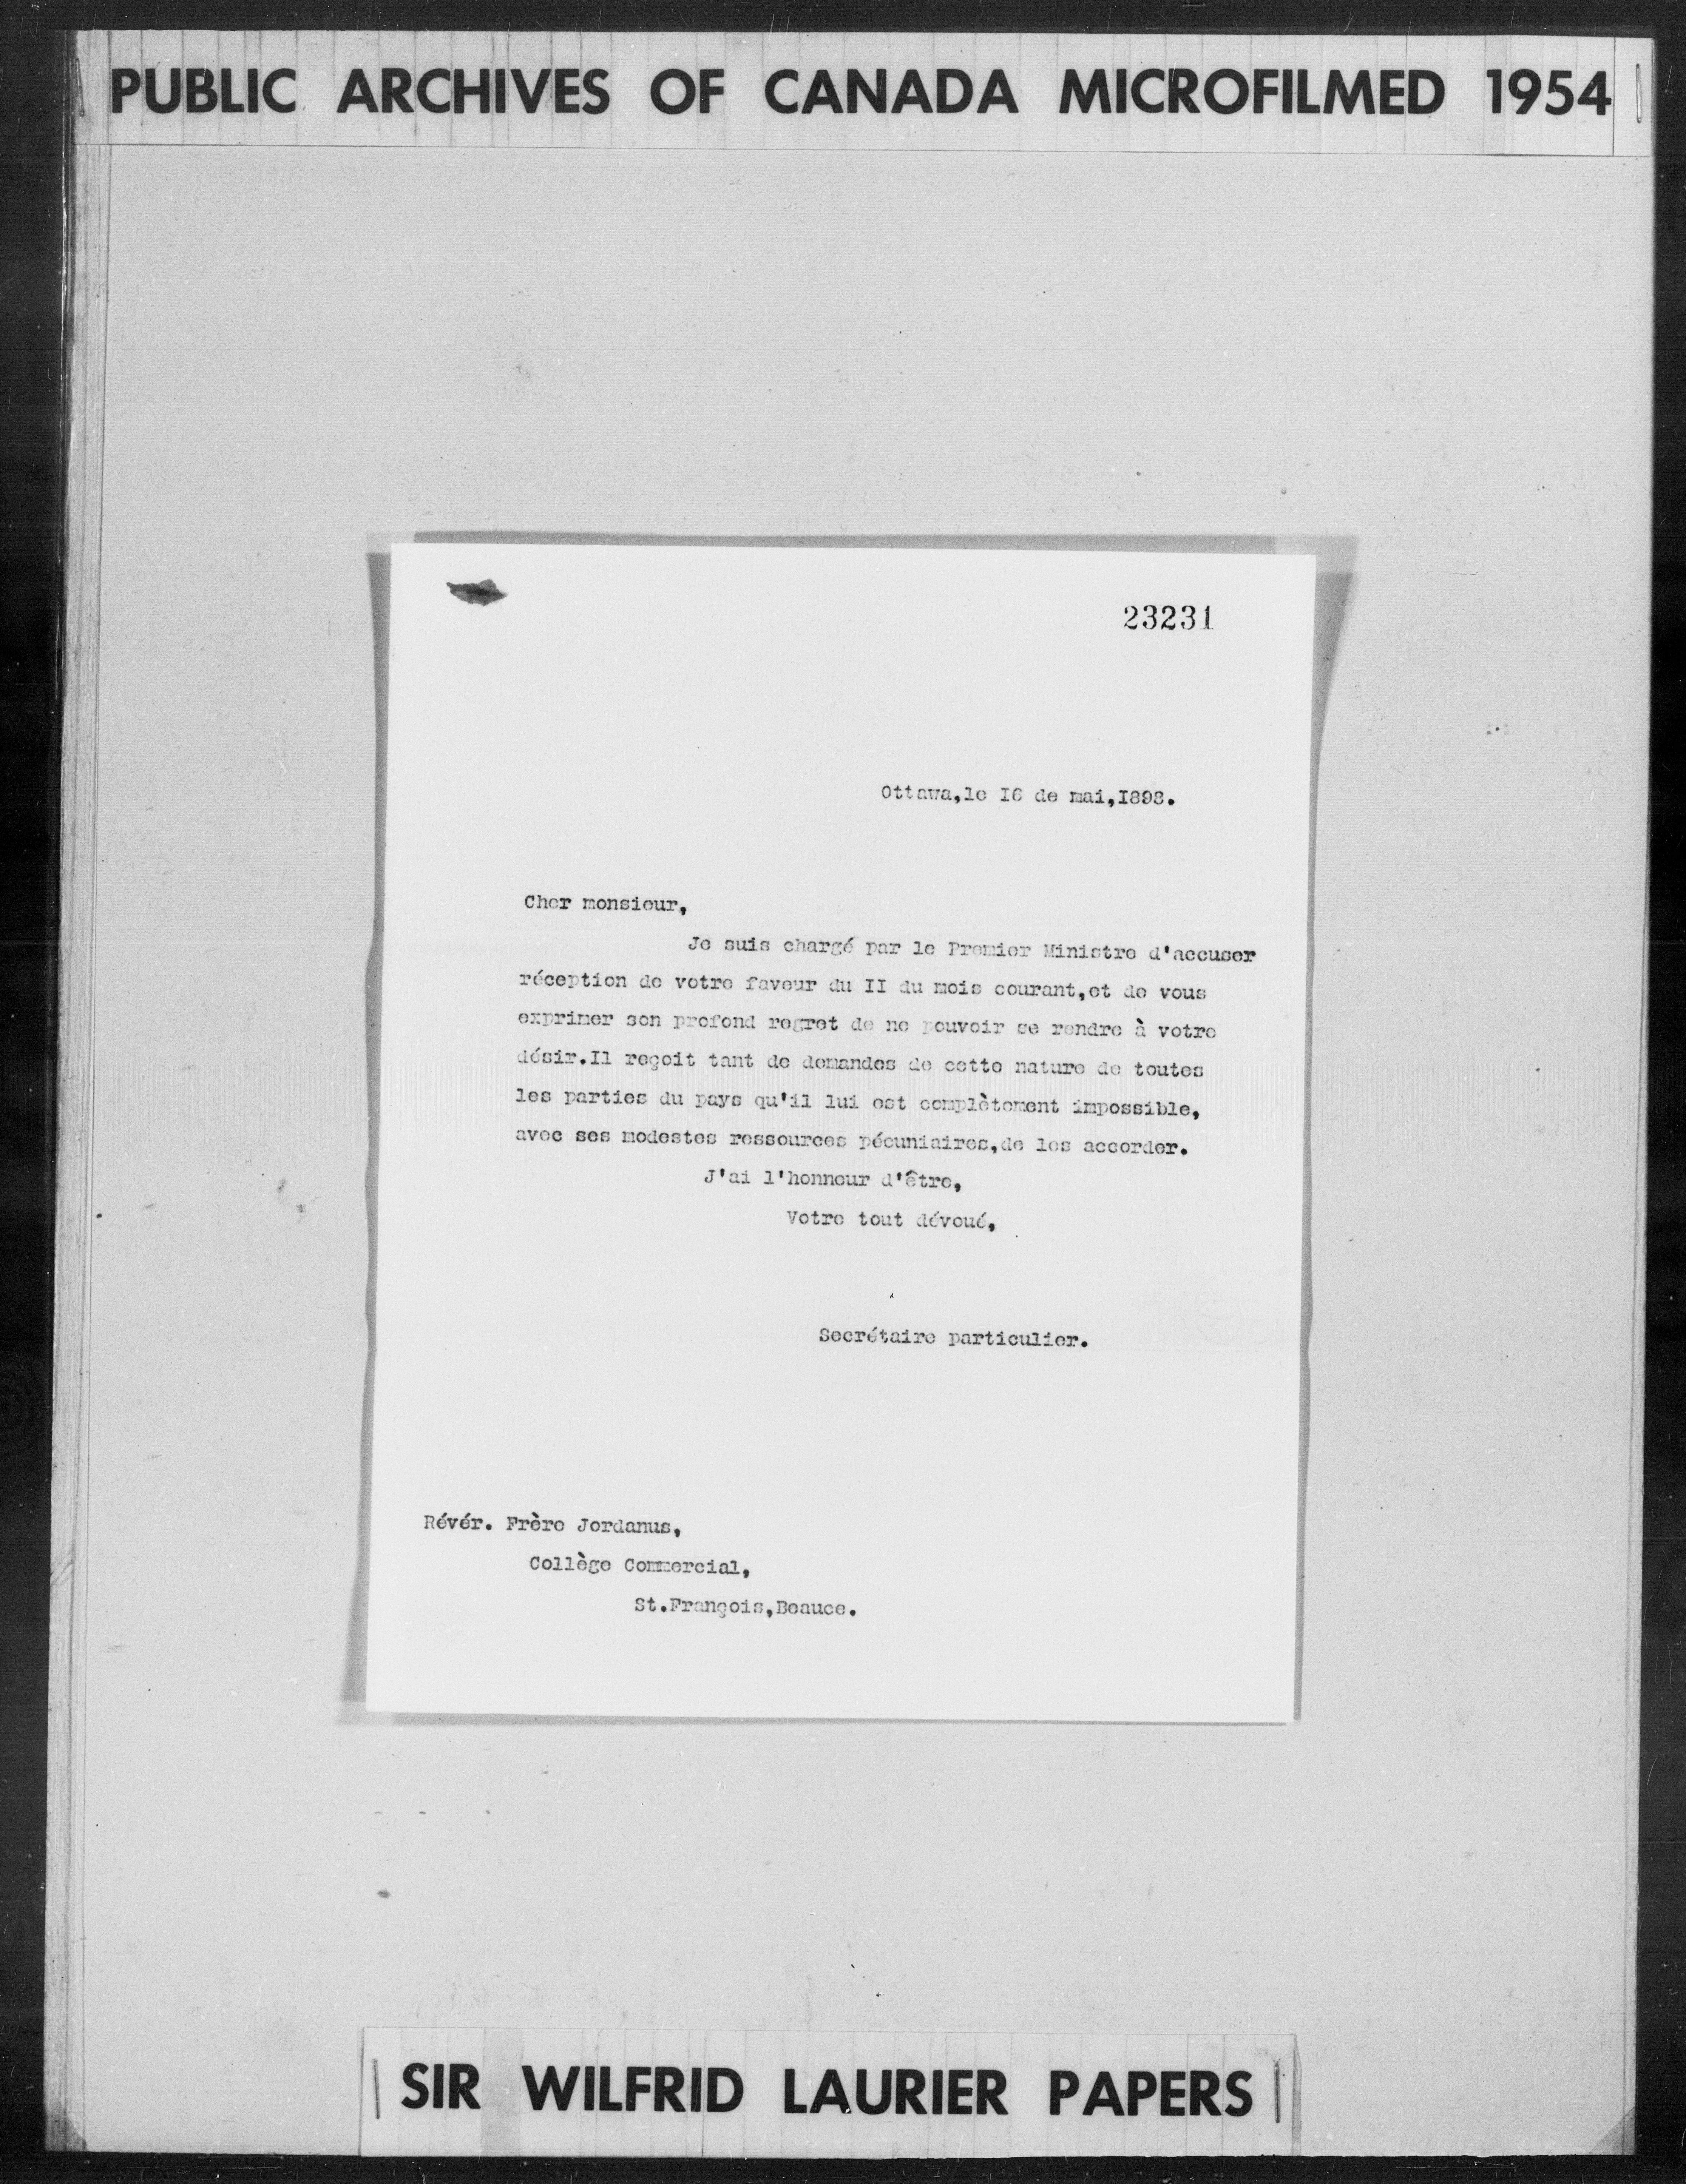 PUBLIC ARCHIVES OF CANADA MICROFILMED 1954
23231
Ottawa,le I6 de mai,I898.
Cher monsieur,
Je suis chargé par le Premier Ministre d'accuser
réception de votre faveur du II du mois courant,et de vous
exprimer son profond regret de ne pouvoir se rendre à votre
désir.Il reçoit tant de demandes de cette nature de toutes
les parties du pays qu'il lui est complètement impossible,
avec ses modestes ressources pécuniaires,de les accorder.
J'ai l'honneur d'être,
Votre tout dévoué,
Secrétaire particulier.
Révér. Frère Jordanus,
Collège Commercial,
St.François,Beauce.
SIR WILFRID LAURIER PAPERS